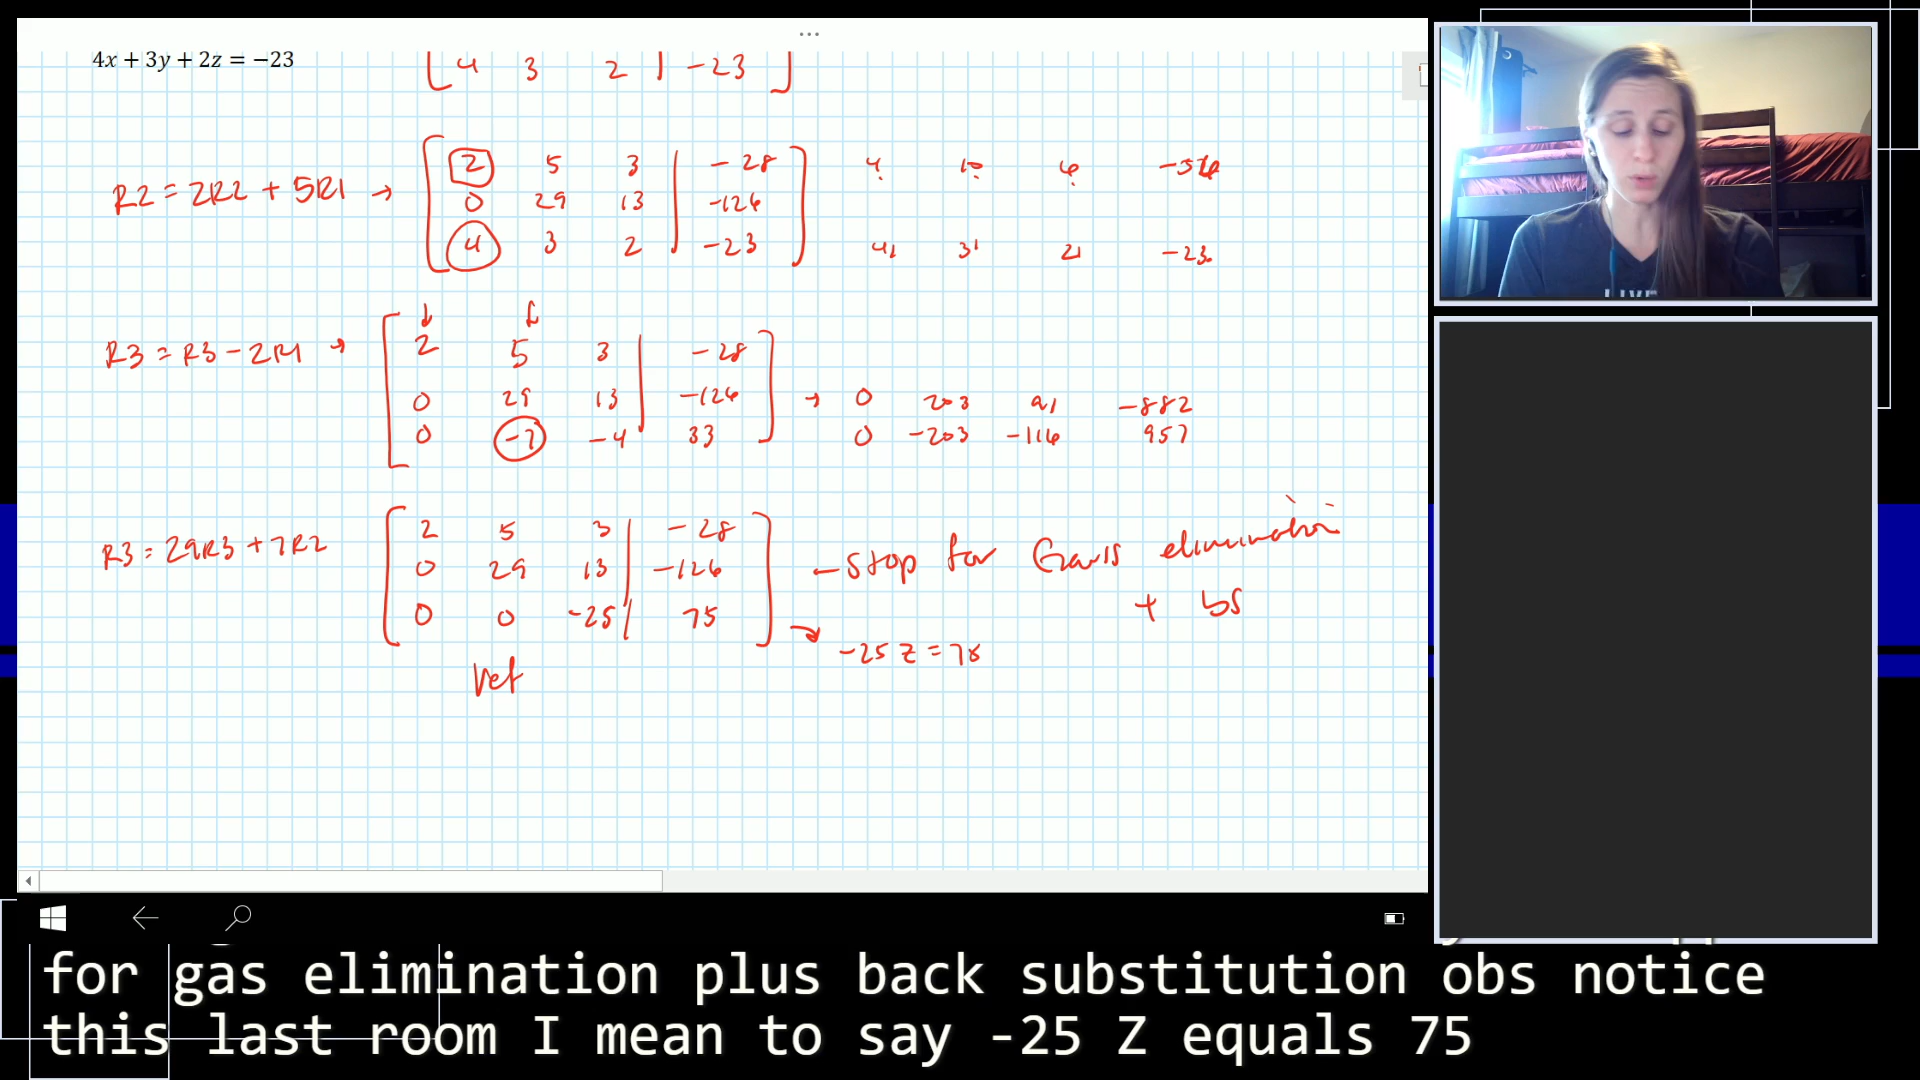 4x + 3y + 2z = −23
[ 4 3 2 | -23 ]
R2 = 2R2 + 5R1 →
2 5 3 | -28
0 29 13 | -126
4 3 2 | -23
4 10 6 -56
4 3 2 -23
R3 = R3 - 2R1 →
2 5 3 | -28
0 29 13 | -126 → 0 203 91 -882
0 -7 -4 | 33 0 -203 -116 957
R3 = 29R3 + 7R2
2 5 3 | -28
0 29 13 | -126
0 0 -25 | 75
←stop for Gauss elimination
+ bs
-25 z = 75
ref
for gas elimination plus back substitution obs notice
this last room I mean to say -25 Z equals 75